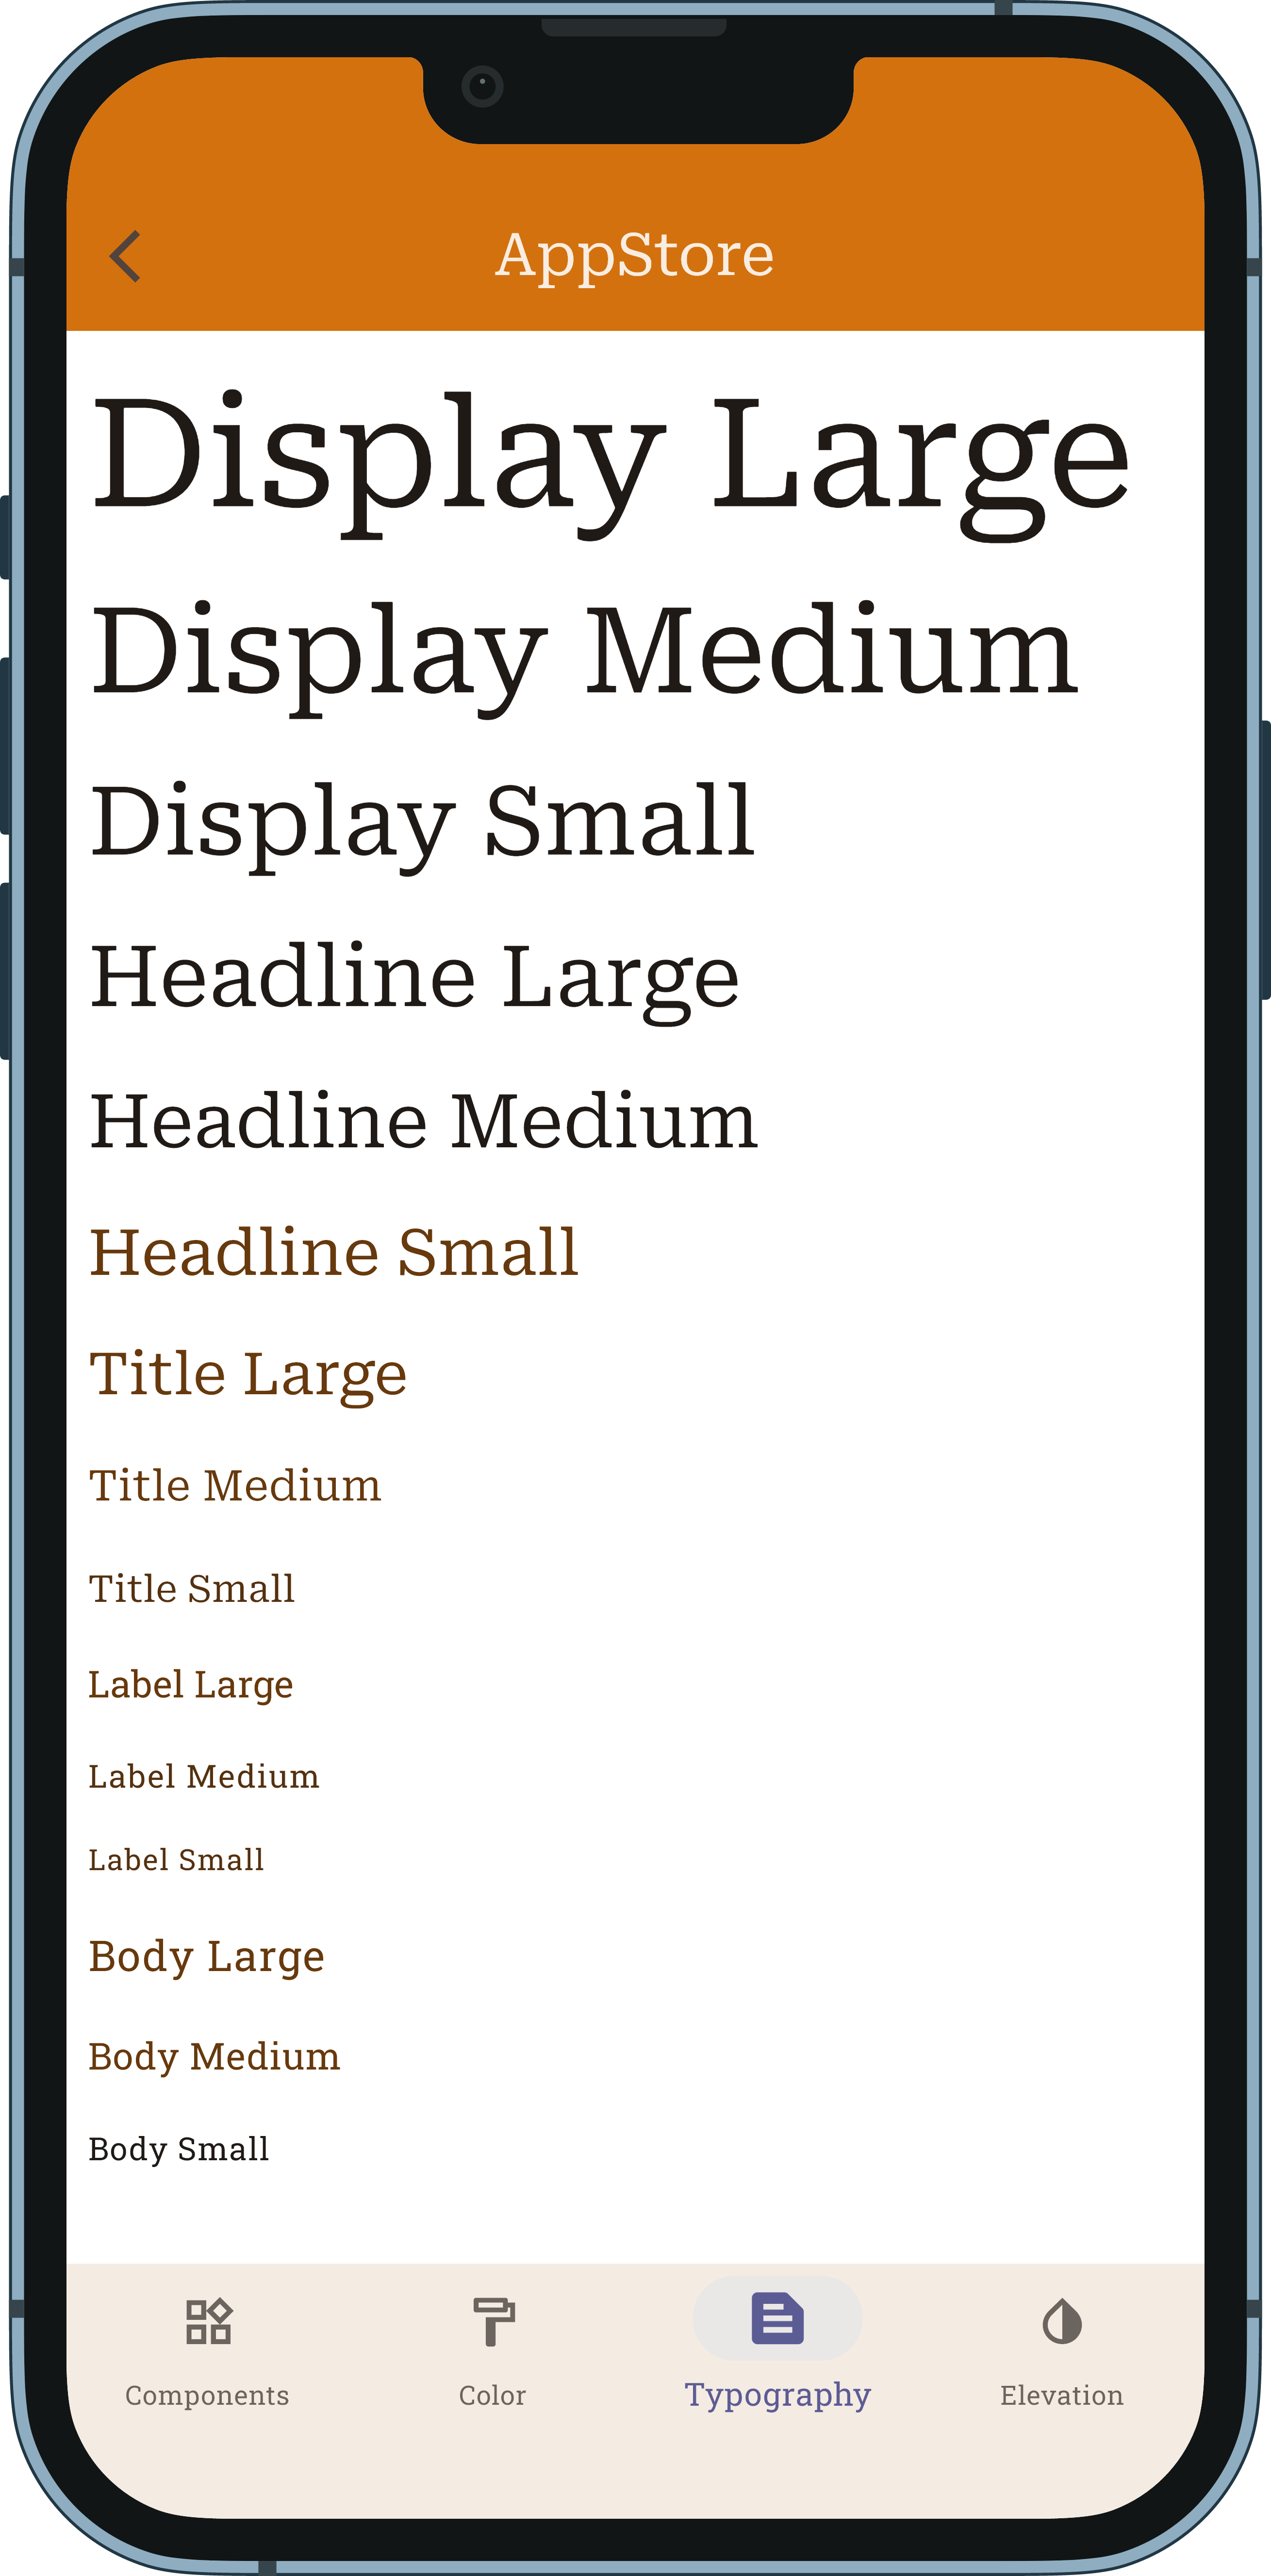 AppStore
Display Large
Display Medium
Display Small
Headline Large
Headline Medium
Headline Small
Title Large
Title Medium
Title Small
Label Large
Label Medium
Label Small
Body Large
Body Medium
Body Small
Components
Color
Typography
Elevation